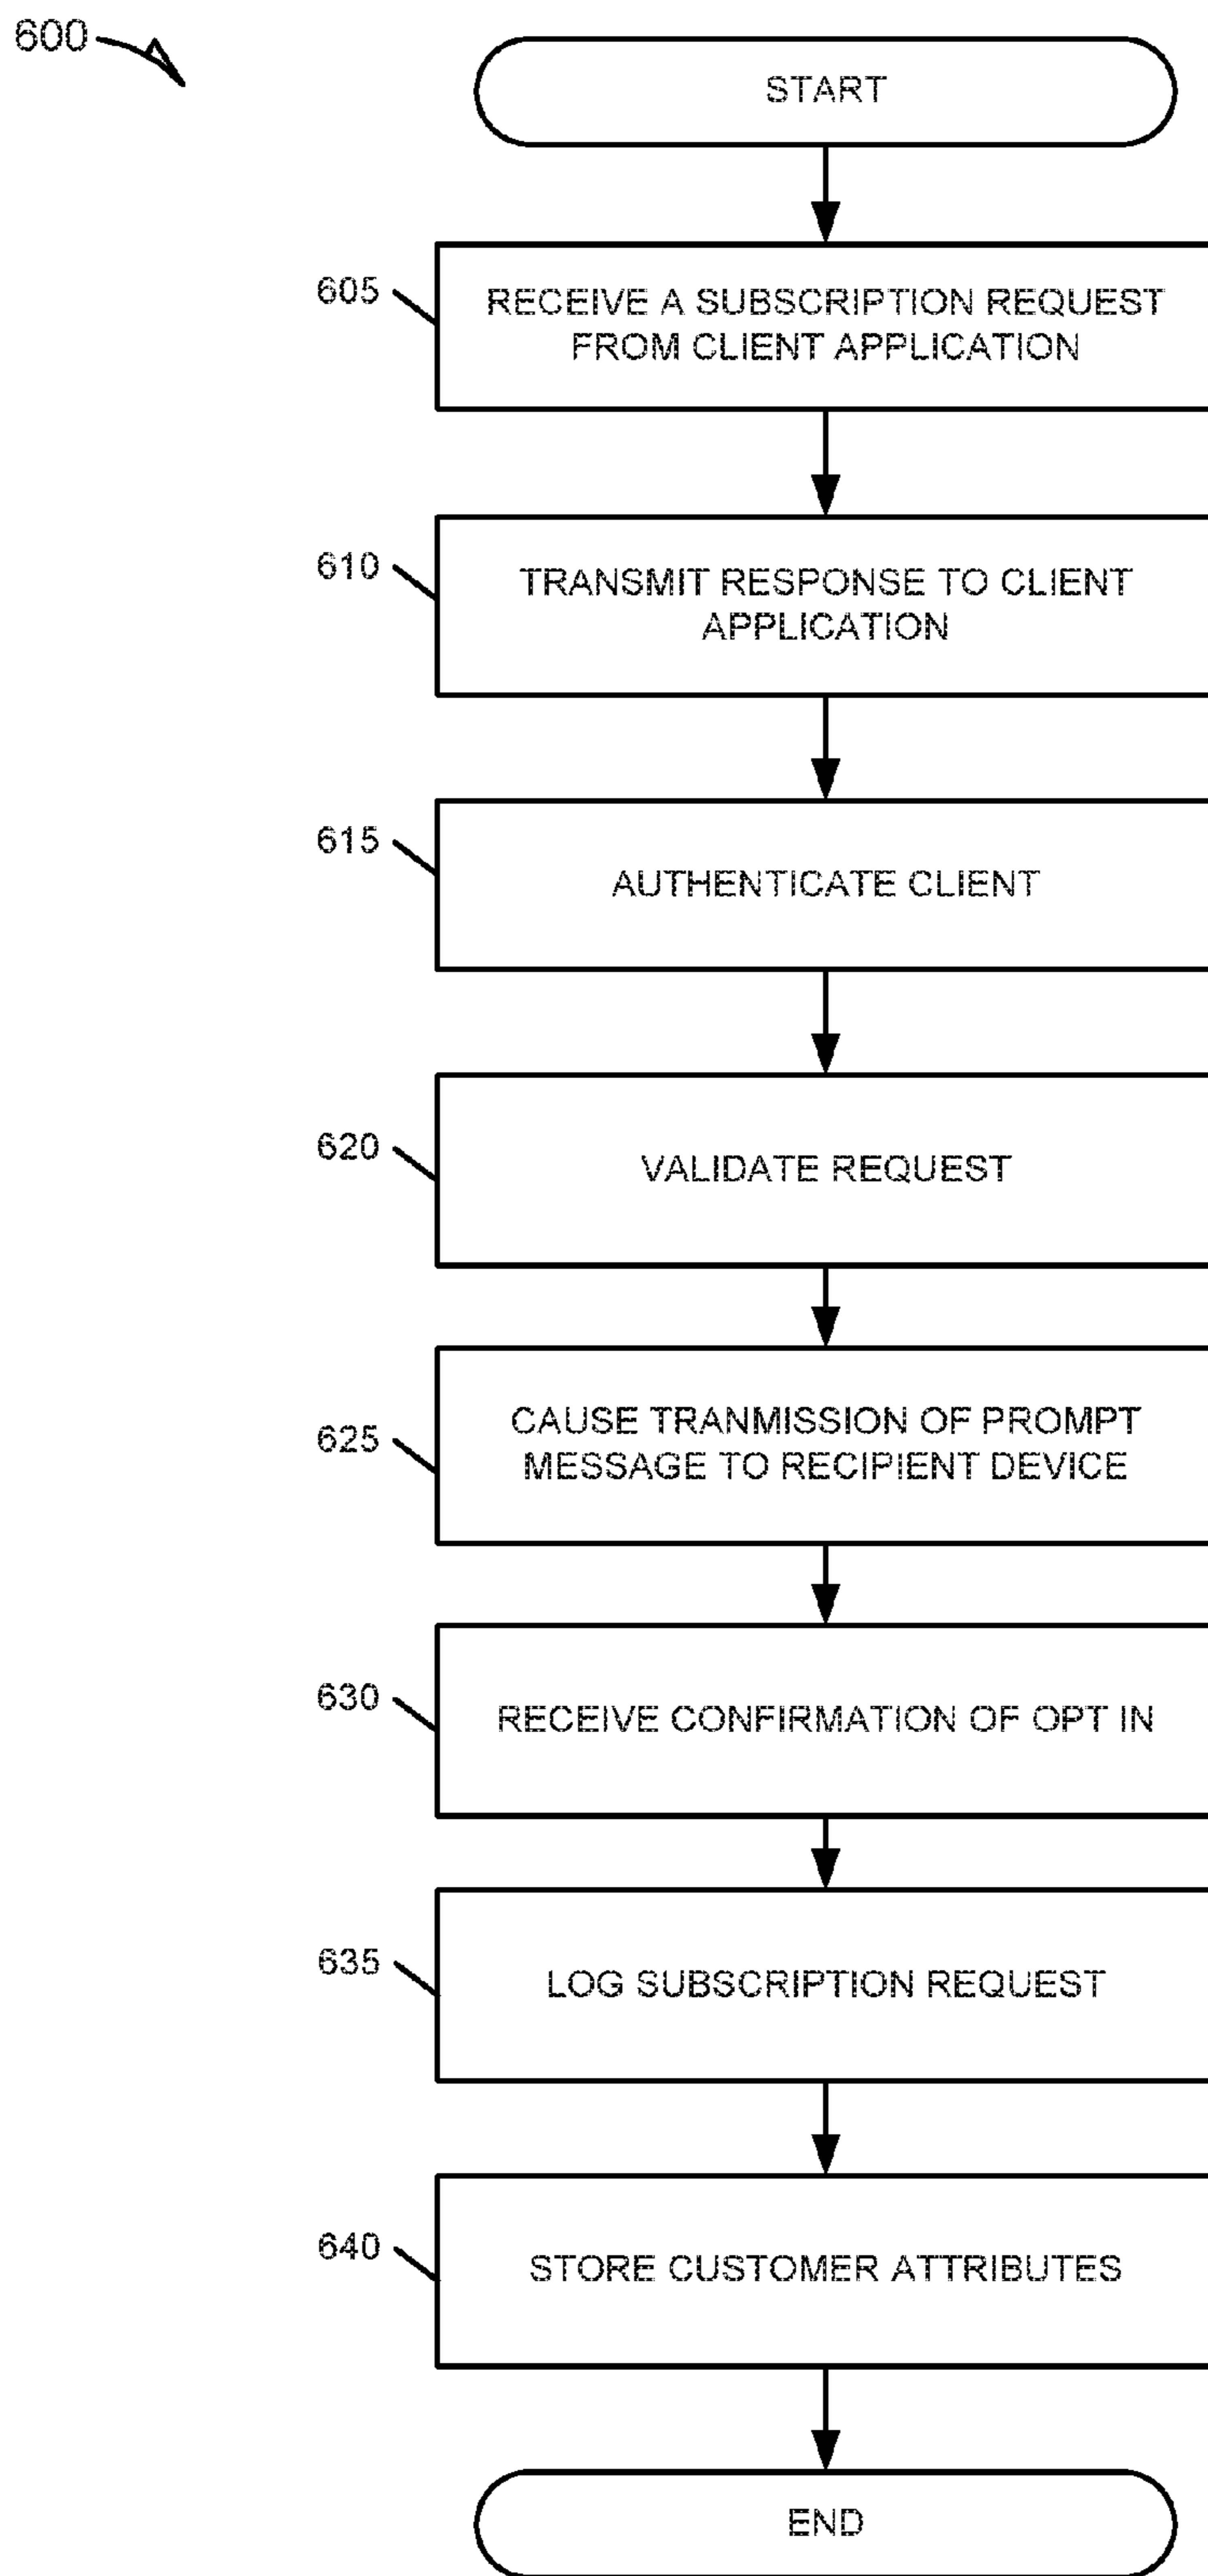 600
START
605
RECEIVE A SUBSCRIPTION REQUEST
FROM CLIENT APPLICATION
610
TRANSMIT RESPONSE TO CLIENT
APPLICATION
615
AUTHENTICATE CLIENT
620
VALIDATE REQUEST
625
CAUSE TRANMISSION OF PROMPT
MESSAGE TO RECIPIENT DEVICE
630
RECEIVE CONFIRMATION OF OPT IN
635
LOG SUBSCRIPTION REQUEST
640
STORE CUSTOMER ATTRIBUTES
END